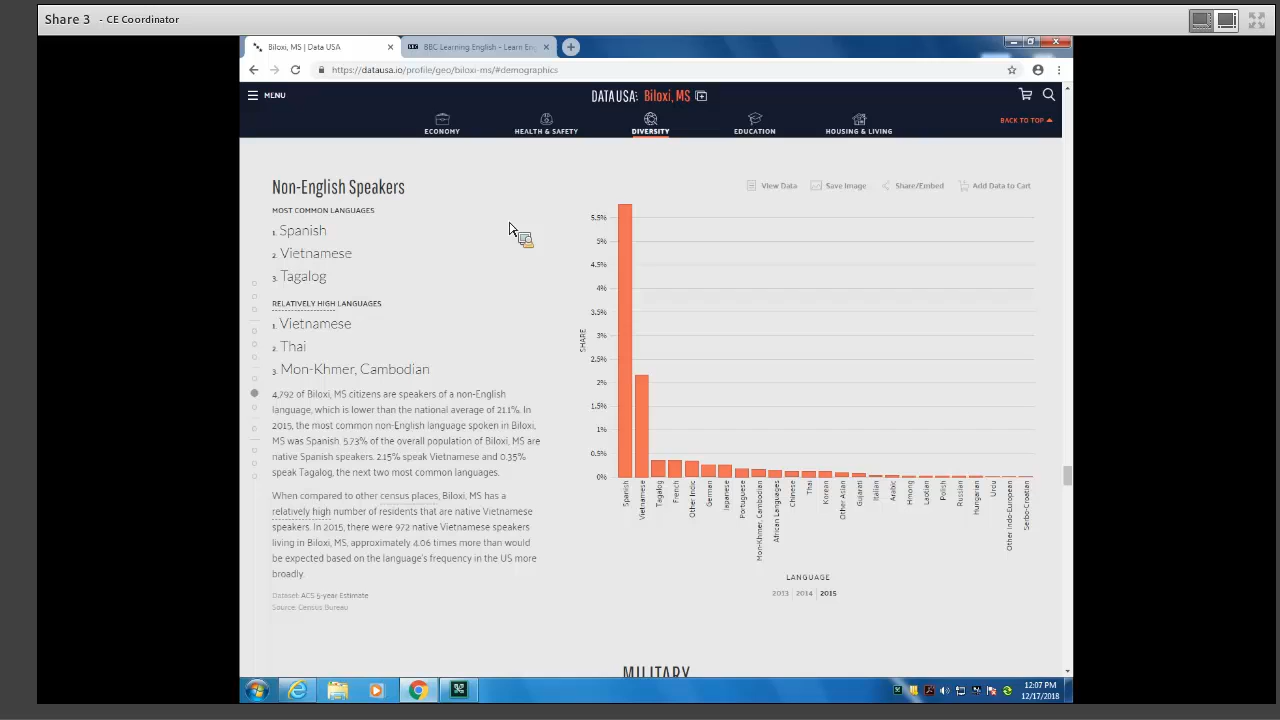 Share 3 - CE Coordinator
Biloxi, MS | Data USA
BBC Learning English - Learn En
https://datausa.io/profile/geo/biloxi-ms/#demographics
MENU
DATA USA: Biloxi, MS
ECONOMY
HEALTH & SAFETY
DIVERSITY
EDUCATION
HOUSING & LIVING
BACK TO TOP
Non-English Speakers
View Data
Save Image
Share/Embed
Add Data to Cart
MOST COMMON LANGUAGES
1. Spanish
2. Vietnamese
3. Tagalog
RELATIVELY HIGH LANGUAGES
1. Vietnamese
2. Thai
3. Mon-Khmer, Cambodian
4,792 of Biloxi, MS citizens are speakers of a non-English
language, which is lower than the national average of 21.1%. In
2015, the most common non-English language spoken in Biloxi,
MS was Spanish. 5.73% of the overall population of Biloxi, MS are
native Spanish speakers. 2.15% speak Vietnamese and 0.35%
speak Tagalog, the next two most common languages.
When compared to other census places, Biloxi, MS has a
relatively high number of residents that are native Vietnamese
speakers. In 2015, there were 972 native Vietnamese speakers
living in Biloxi, MS, approximately 4.06 times more than would
be expected based on the language's frequency in the US more
broadly.
Dataset: ACS 5-year Estimate
Source: Census Bureau
5.5%
5%
4.5%
4%
3.5%
3%
2.5%
2%
1.5%
1%
0.5%
0%
SHARE
Spanish
Vietnamese
Tagalog
French
Other Indic
German
Japanese
Portuguese
Mon-Khmer, Cambodian
African Languages
Chinese
Thai
Korean
Other Asian
Gujarati
Italian
Arabic
Hmong
Laotian
Polish
Russian
Hungarian
Urdu
Other Indo-European
Serbo-Croatian
LANGUAGE
2013 | 2014 | 2015
MILITARY
12:07 PM
12/17/2018